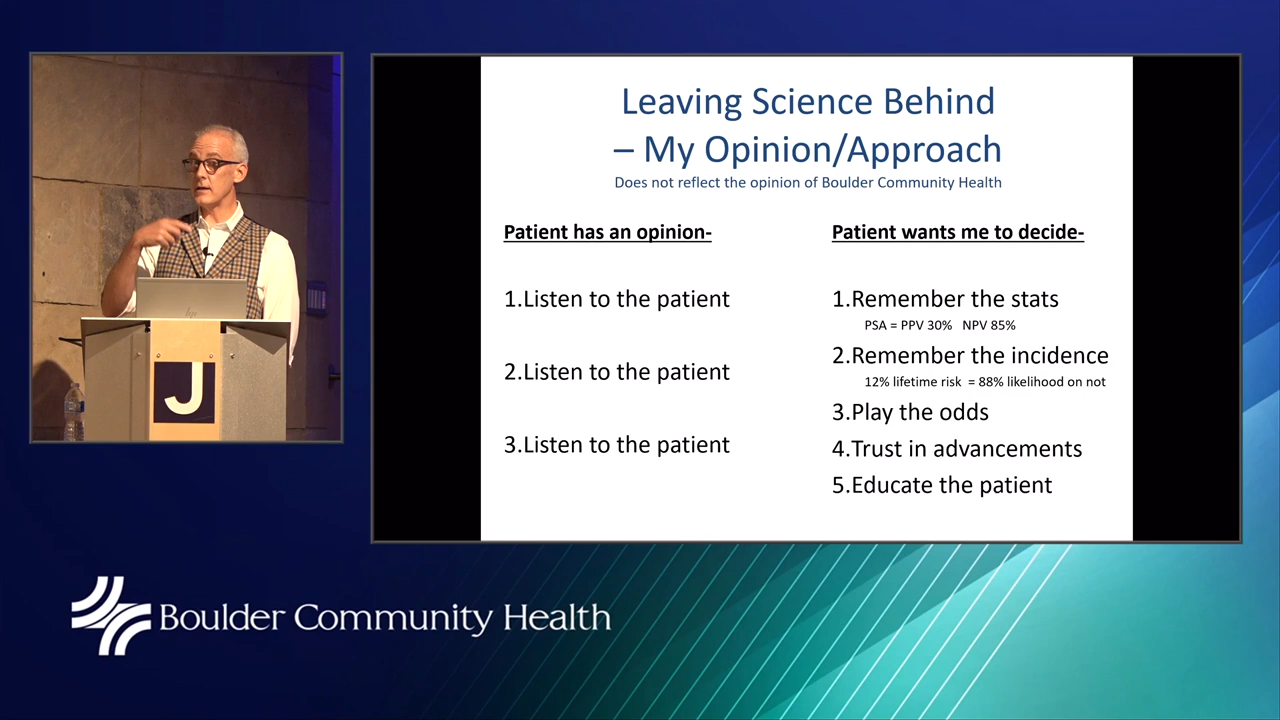 Leaving Science Behind
– My Opinion/Approach
Does not reflect the opinion of Boulder Community Health
Patient has an opinion-
1.Listen to the patient
2.Listen to the patient
3.Listen to the patient
Patient wants me to decide-
1.Remember the stats
PSA = PPV 30% NPV 85%
2.Remember the incidence
12% lifetime risk = 88% likelihood on not
3.Play the odds
4.Trust in advancements
5.Educate the patient
hp
J
Boulder Community Health